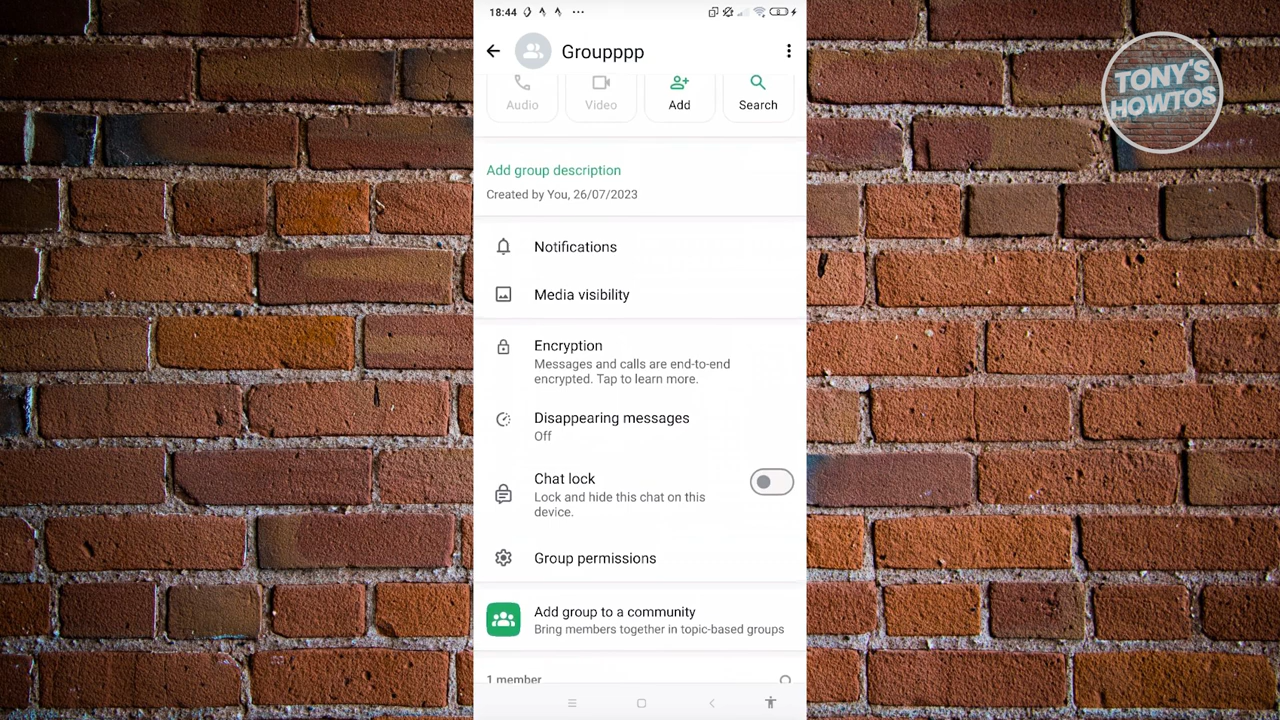 18:44
Groupppp
Audio
Video
Add
Search
Add group description
Created by You, 26/07/2023
Notifications
Media visibility
Encryption
Messages and calls are end-to-end
encrypted. Tap to learn more.
Disappearing messages
Off
Chat lock
Lock and hide this chat on this
device.
Group permissions
Add group to a community
Bring members together in topic-based groups
1 member
TONY'S
HOWTOS